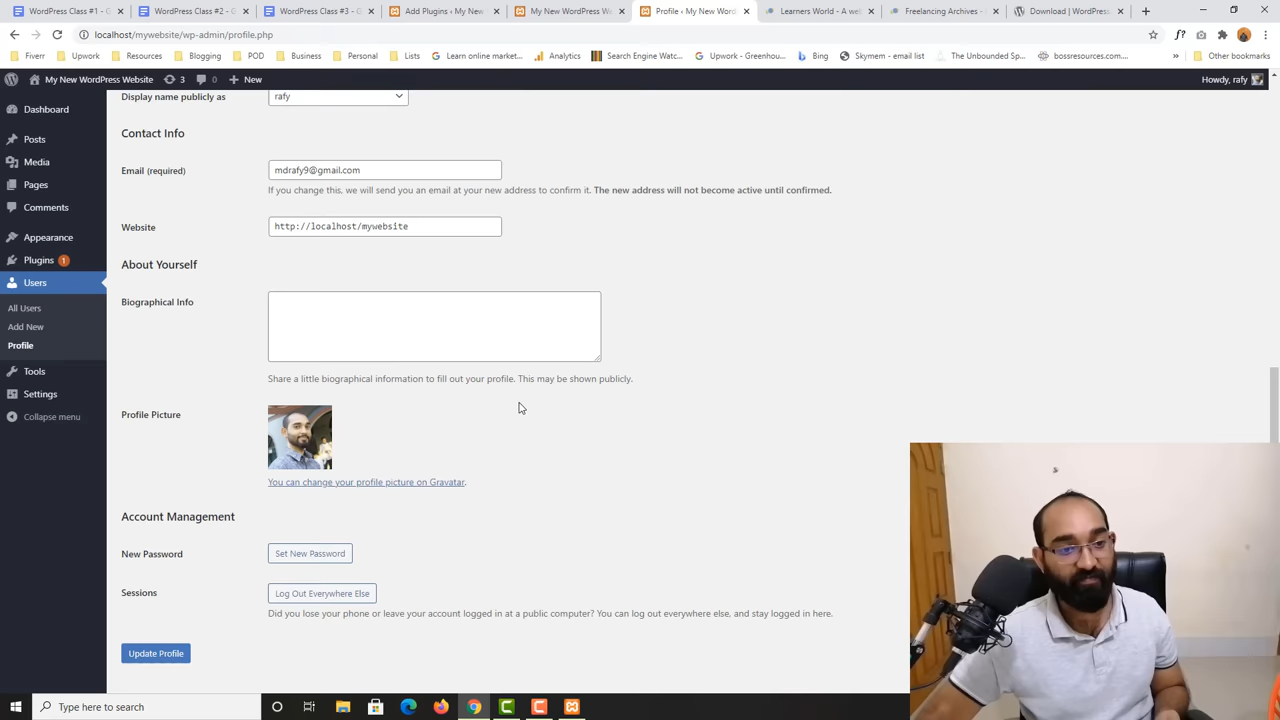 WordPress Class #1 - G
WordPress Class #2 - G
WordPress Class #3 - G
Add Plugins ‹ My New
My New WordPress We
Profile ‹ My New Word
Learners World - A web
Freelancing Archives -
Download | WordPress
localhost/mywebsite/wp-admin/profile.php
Fiverr
Upwork
Resources
Blogging
POD
Business
Personal
Lists
Learn online market...
Analytics
Search Engine Watc...
Upwork - Greenhou...
Bing
Skymem - email list
The Unbounded Sp...
bossresources.com...
Other bookmarks
My New WordPress Website
3
0
New
Howdy, rafy
Dashboard
Posts
Media
Pages
Comments
Appearance
Plugins 1
Users
All Users
Add New
Profile
Tools
Settings
Collapse menu
Display name publicly as
rafy
Contact Info
Email (required)
mdrafy9@gmail.com
If you change this, we will send you an email at your new address to confirm it. The new address will not become active until confirmed.
Website
http://localhost/mywebsite
About Yourself
Biographical Info
Share a little biographical information to fill out your profile. This may be shown publicly.
Profile Picture
You can change your profile picture on Gravatar.
Account Management
New Password
Set New Password
Sessions
Log Out Everywhere Else
Did you lose your phone or leave your account logged in at a public computer? You can log out everywhere else, and stay logged in here.
Update Profile
Type here to search